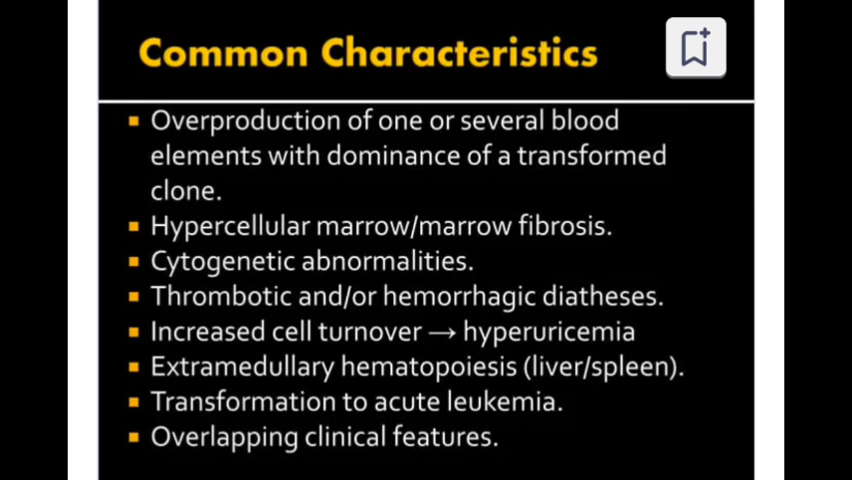 Common Characteristics
Overproduction of one or several blood
elements with dominance of a transformed
clone.
Hypercellular marrow/marrow fibrosis.
Cytogenetic abnormalities.
Thrombotic and/or hemorrhagic diatheses.
Increased cell turnover → hyperuricemia
Extramedullary hematopoiesis (liver/spleen).
Transformation to acute leukemia.
Overlapping clinical features.